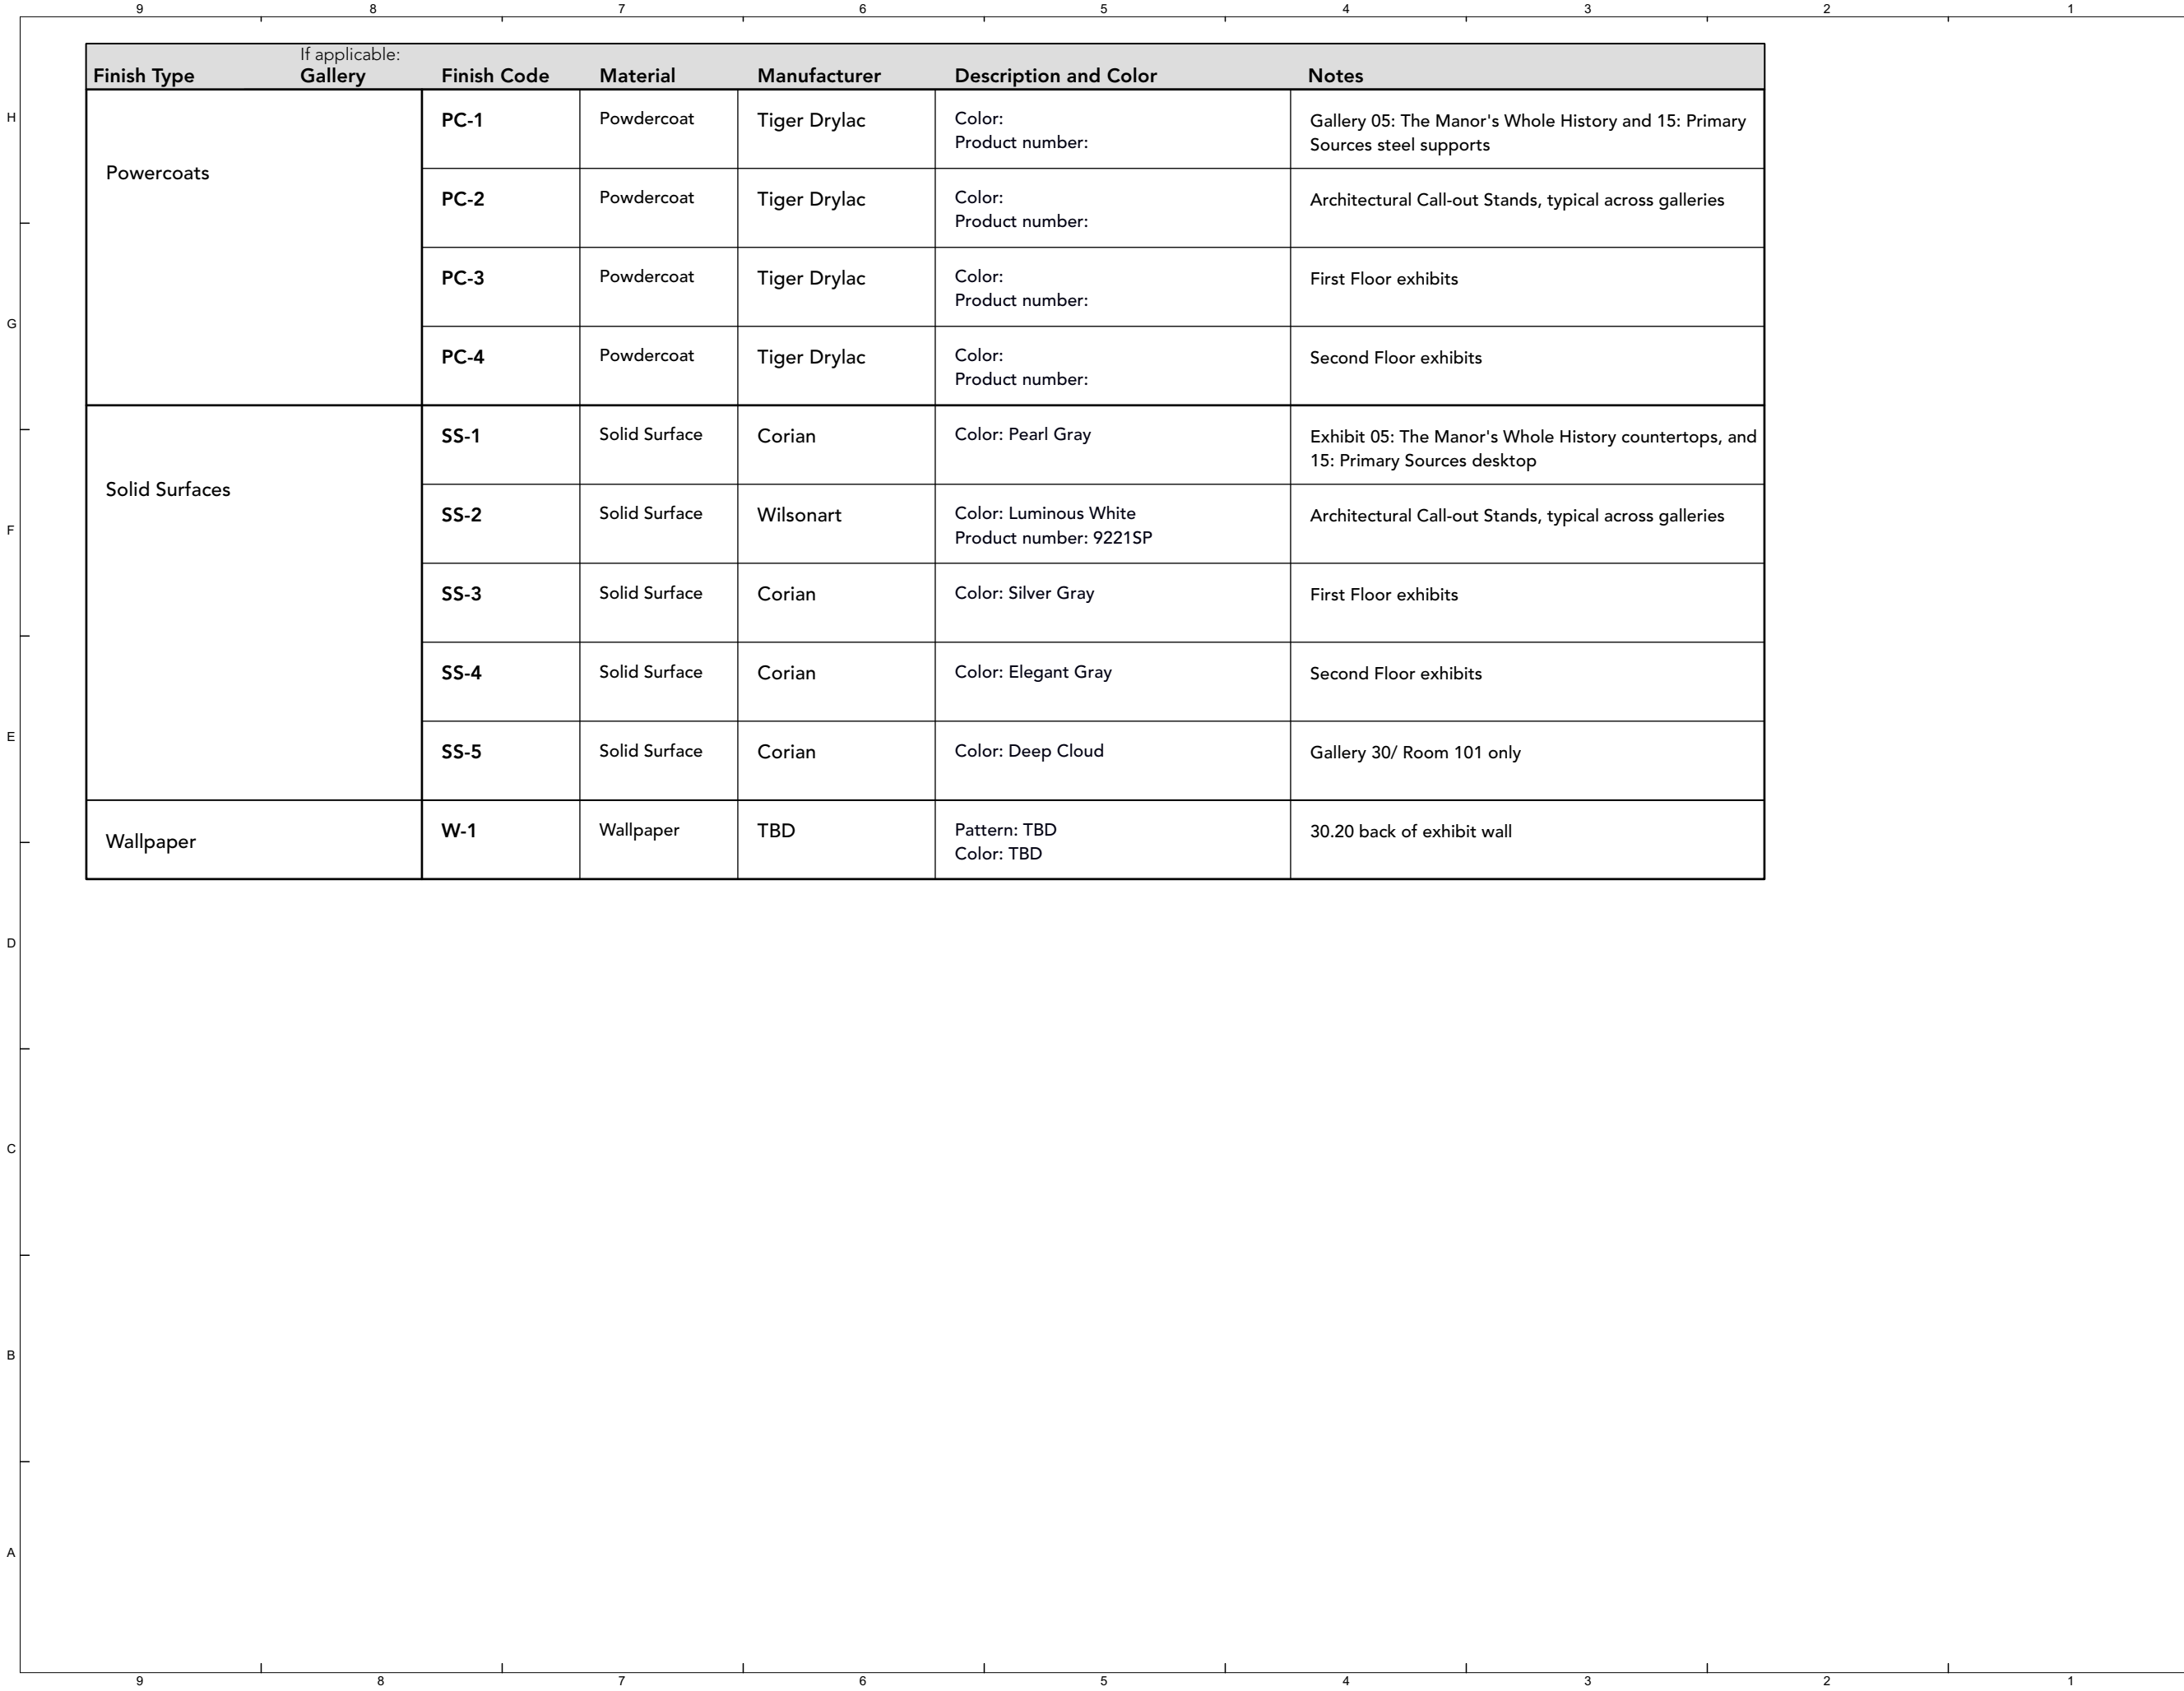 9 8 7 6 5 4 3 2 1
If applicable:
Finish Type Gallery Finish Code Material Manufacturer Description and Color Notes
H
Powercoats
PC-1 Powdercoat Tiger Drylac Color:
Product number:
Gallery 05: The Manor's Whole History and 15: Primary
Sources steel supports
PC-2 Powdercoat Tiger Drylac Color:
Product number:
Architectural Call-out Stands, typical across galleries
PC-3 Powdercoat Tiger Drylac Color:
Product number:
First Floor exhibits
G
PC-4 Powdercoat Tiger Drylac Color:
Product number:
Second Floor exhibits
Solid Surfaces
SS-1 Solid Surface Corian Color: Pearl Gray
Exhibit 05: The Manor's Whole History countertops, and
15: Primary Sources desktop
F
SS-2 Solid Surface Wilsonart Color: Luminous White
Product number: 9221SP
Architectural Call-out Stands, typical across galleries
SS-3 Solid Surface Corian Color: Silver Gray First Floor exhibits
SS-4 Solid Surface Corian Color: Elegant Gray Second Floor exhibits
E
SS-5 Solid Surface Corian Color: Deep Cloud Gallery 30/ Room 101 only
Wallpaper
W-1 Wallpaper TBD Pattern: TBD
Color: TBD
30.20 back of exhibit wall
D
C
B
A
9 8 7 6 5 4 3 2 1